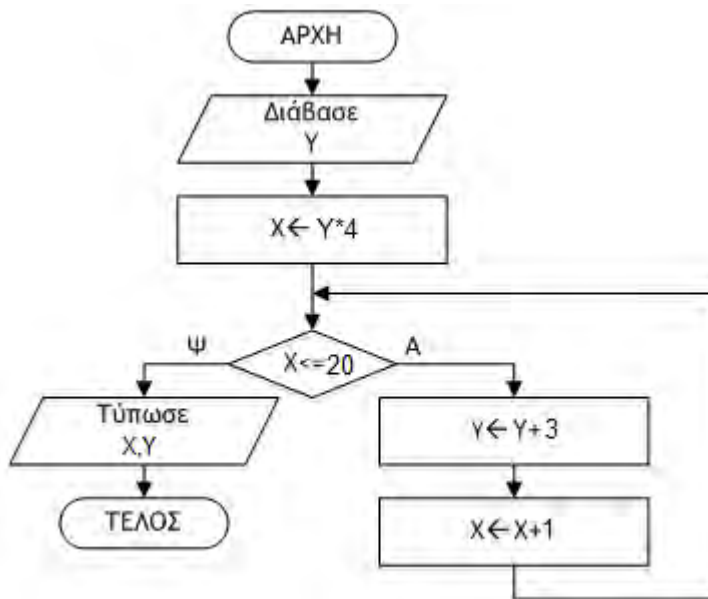 ΑΡΧΗ
Διάβασε
Υ
Χ← Υ*4
Ψ
Χ<=20
Α
Τύπωσε
Χ,Υ
Υ← Υ+3
ΤΕΛΟΣ
Χ← Χ+1